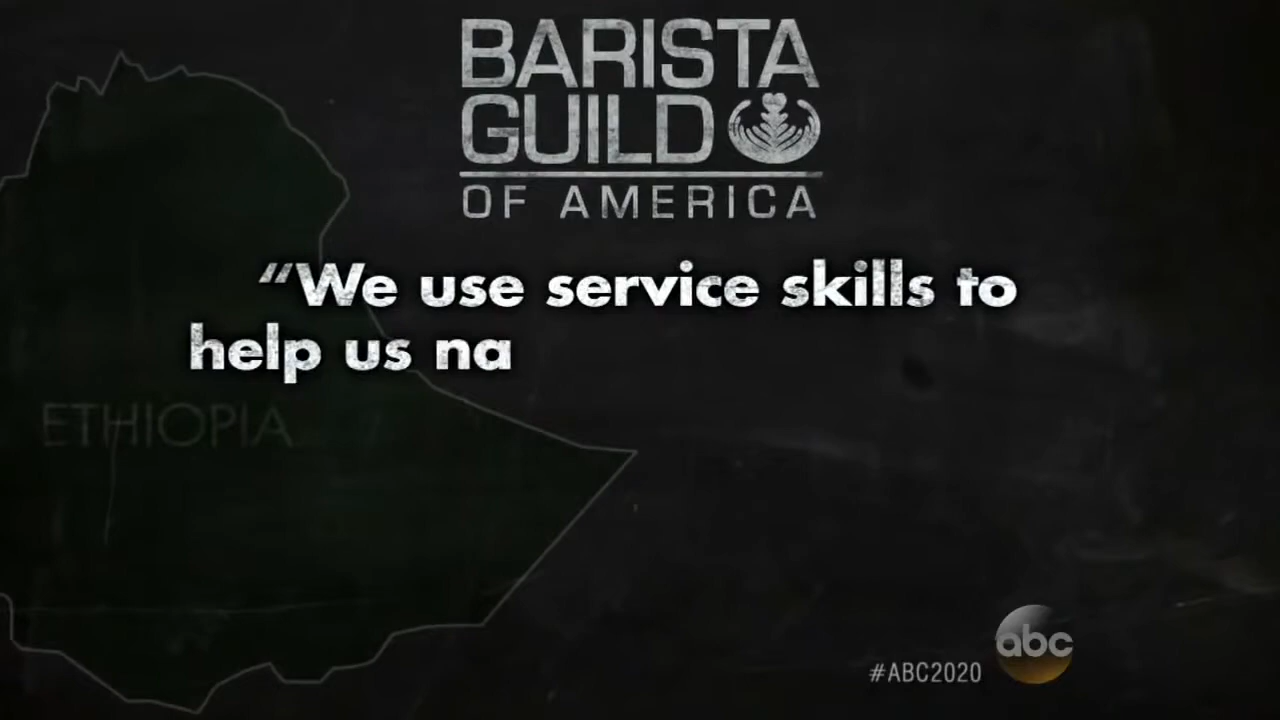 BARISTA
GUILD
OF AMERICA
“We use service skills to
help us na
ETHIOPIA
#ABC2020
abc